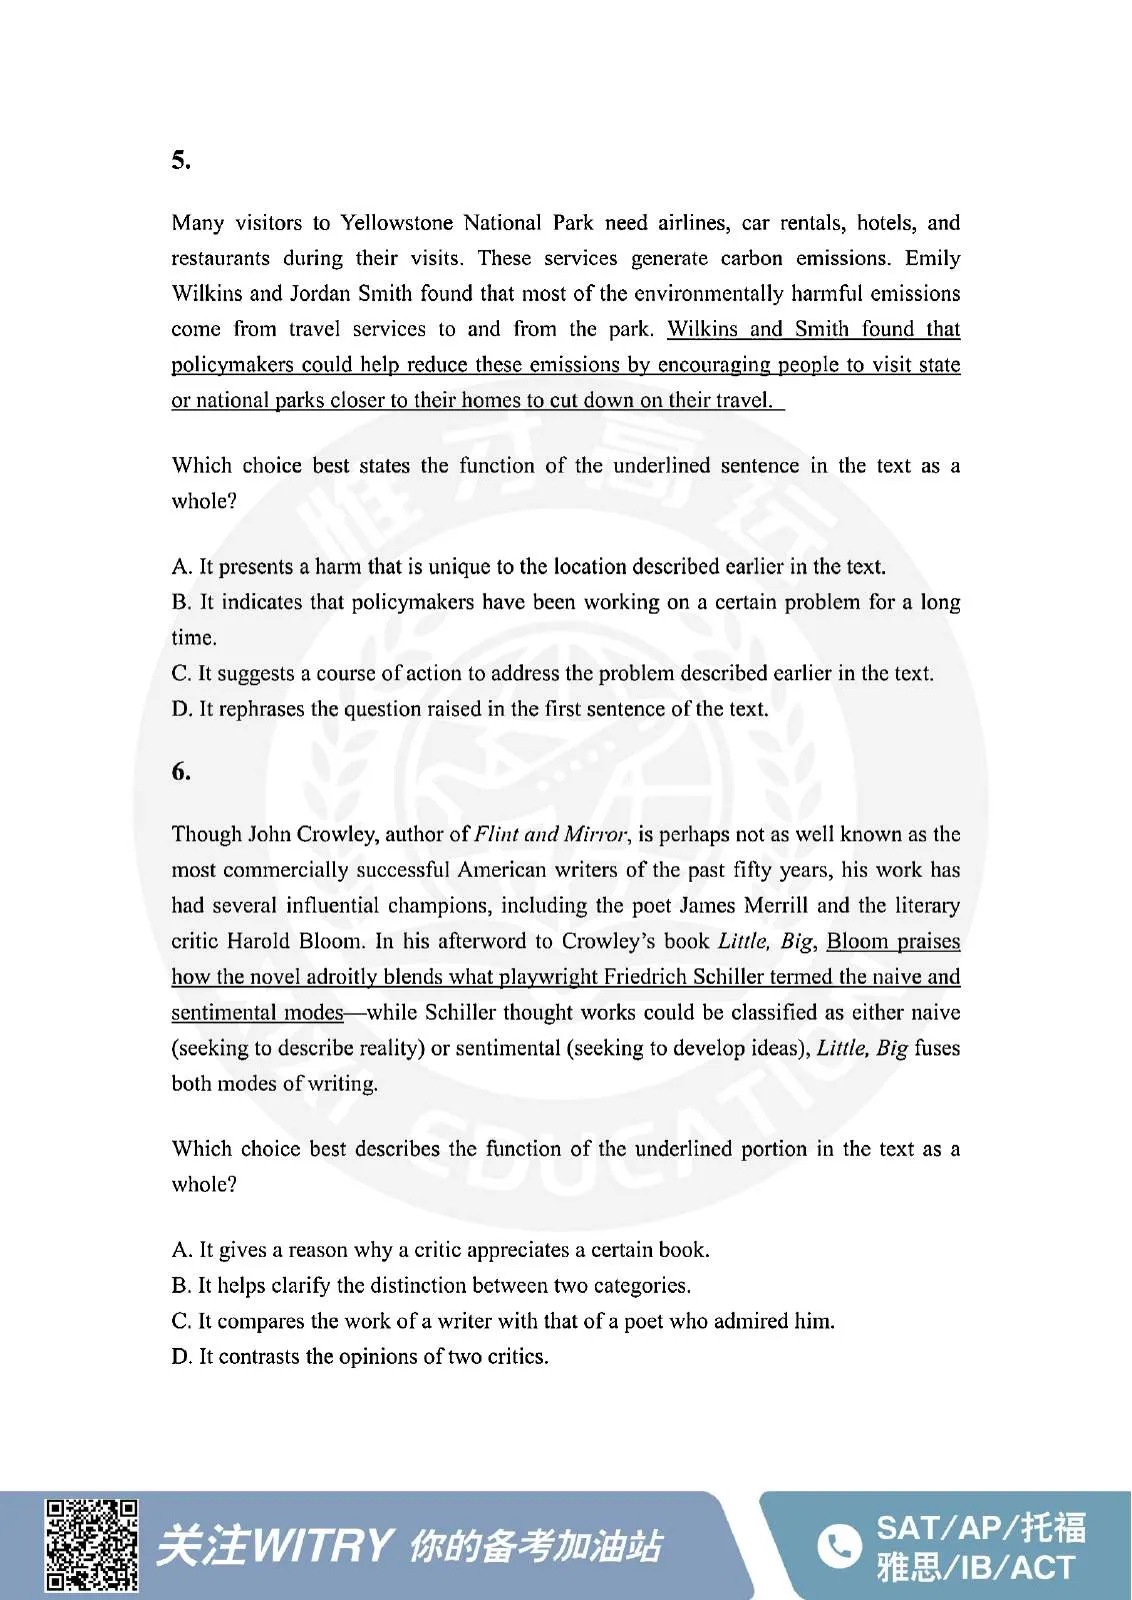 5.
Many visitors to Yellowstone National Park need airlines, car rentals, hotels, and
restaurants during their visits. These services generate carbon emissions. Emily
Wilkins and Jordan Smith found that most of the environmentally harmful emissions
come from travel services to and from the park. Wilkins and Smith found that
policymakers could help reduce these emissions by encouraging people to visit state
or national parks closer to their homes to cut down on their travel.
Which choice best states the function of the underlined sentence in the text as a
whole?
A. It presents a harm that is unique to the location described earlier in the text.
B. It indicates that policymakers have been working on a certain problem for a long
time.
C. It suggests a course of action to address the problem described earlier in the text.
D. It rephrases the question raised in the first sentence of the text.
6.
Though John Crowley, author of Flint and Mirror, is perhaps not as well known as the
most commercially successful American writers of the past fifty years, his work has
had several influential champions, including the poet James Merrill and the literary
critic Harold Bloom. In his afterword to Crowley’s book Little, Big, Bloom praises
how the novel adroitly blends what playwright Friedrich Schiller termed the naive and
sentimental modes—while Schiller thought works could be classified as either naive
(seeking to describe reality) or sentimental (seeking to develop ideas), Little, Big fuses
both modes of writing.
Which choice best describes the function of the underlined portion in the text as a
whole?
A. It gives a reason why a critic appreciates a certain book.
B. It helps clarify the distinction between two categories.
C. It compares the work of a writer with that of a poet who admired him.
D. It contrasts the opinions of two critics.
惟才高远
EDUCATION
关注WITRY 你的备考加油站
SAT/AP/托福
雅思/IB/ACT